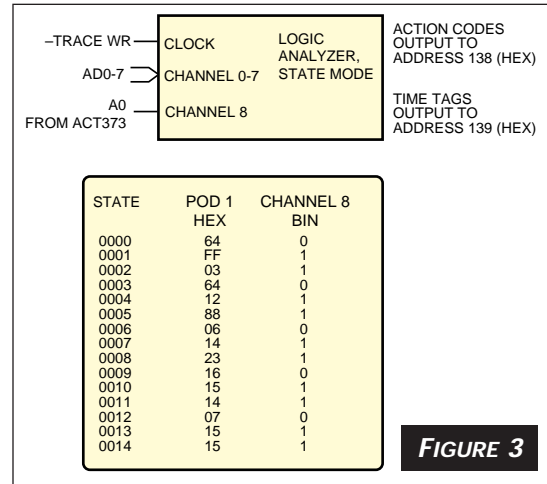 –TRACE WR
AD0-7
A0
FROM ACT373
CLOCK
CHANNEL 0-7
CHANNEL 8
LOGIC
ANALYZER,
STATE MODE
ACTION CODES
OUTPUT TO
ADDRESS 138 (HEX)
TIME TAGS
OUTPUT TO
ADDRESS 139 (HEX)
STATE POD 1 CHANNEL 8
HEX BIN
0000 64 0
0001 FF 1
0002 03 1
0003 64 0
0004 12 1
0005 88 1
0006 06 0
0007 14 1
0008 23 1
0009 16 0
0010 15 1
0011 14 1
0012 07 0
0013 15 1
0014 15 1
FIGURE 3